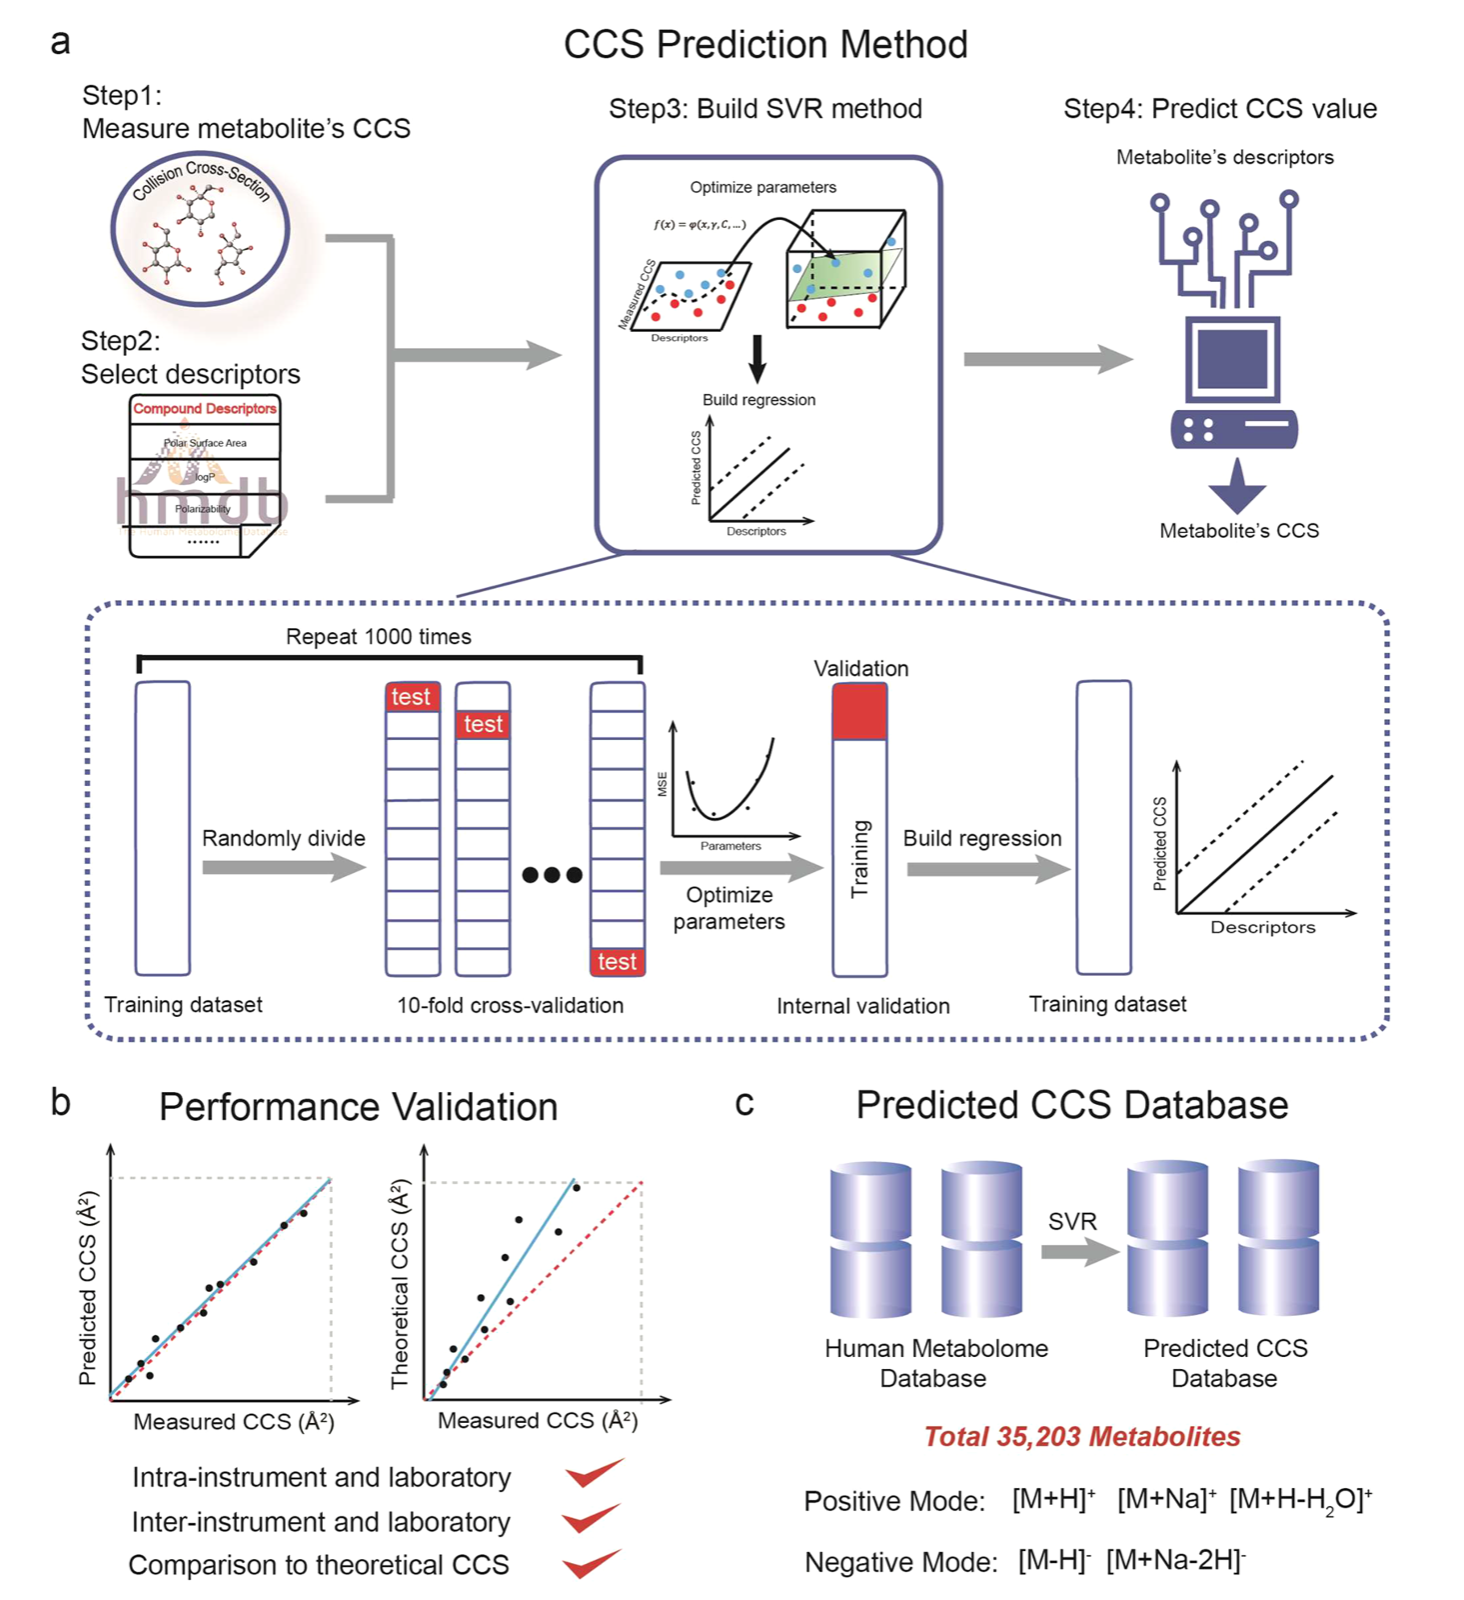 a
CCS Prediction Method
Step1:
Measure metabolite's CCS
Collision Cross-Section
Step2:
Select descriptors
Compound Descriptors
Polar Surface Area
logP
Polarizability
hmdb
The Human Metabolome Database
......
Step3: Build SVR method
Optimize parameters
f(x) = φ(x,γ,C,...)
Measured CCS
Descriptors
Build regression
Predicted CCS
Descriptors
Step4: Predict CCS value
Metabolite's descriptors
Metabolite's CCS
Repeat 1000 times
Randomly divide
Training dataset
test
test
test
10-fold cross-validation
MSE
Parameters
Optimize
parameters
Validation
Training
Internal validation
Build regression
Training dataset
Predicted CCS
Descriptors
b
Performance Validation
Predicted CCS (Å²)
Measured CCS (Å²)
Theoretical CCS (Å²)
Measured CCS (Å²)
Intra-instrument and laboratory
Inter-instrument and laboratory
Comparison to theoretical CCS
c
Predicted CCS Database
SVR
Human Metabolome
Database
Predicted CCS
Database
Total 35,203 Metabolites
Positive Mode: [M+H]⁺ [M+Na]⁺ [M+H-H₂O]⁺
Negative Mode: [M-H]⁻ [M+Na-2H]⁻